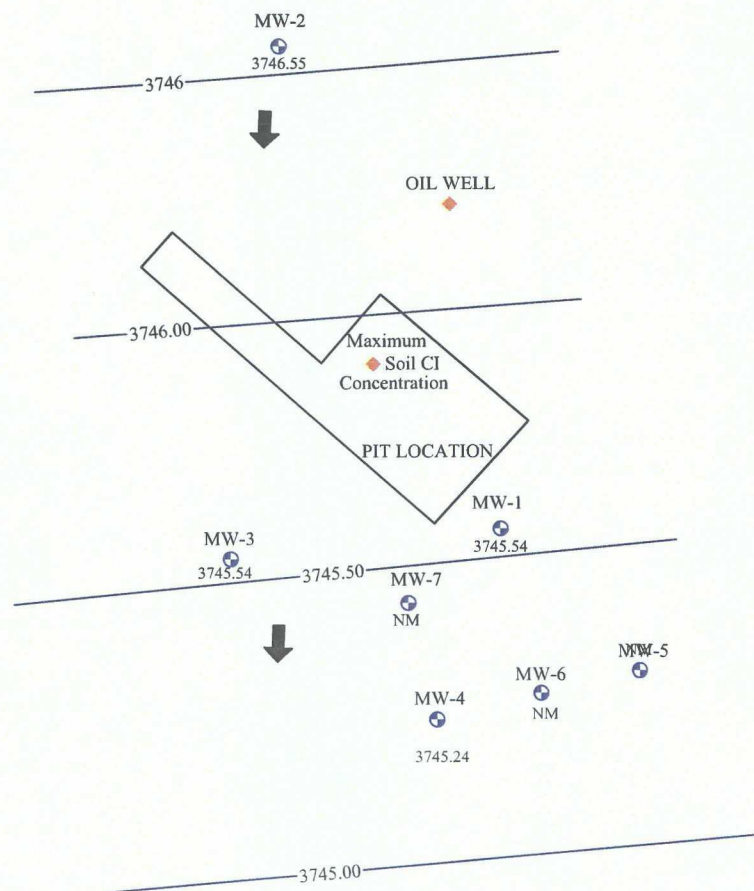 MW-2
3746.55
3746
OIL WELL
3746.00
Maximum
Soil Cl
Concentration
PIT LOCATION
MW-1
3745.54
MW-3
3745.54
3745.50
MW-7
NM
MW-5
NM
MW-6
NM
MW-4
3745.24
3745.00